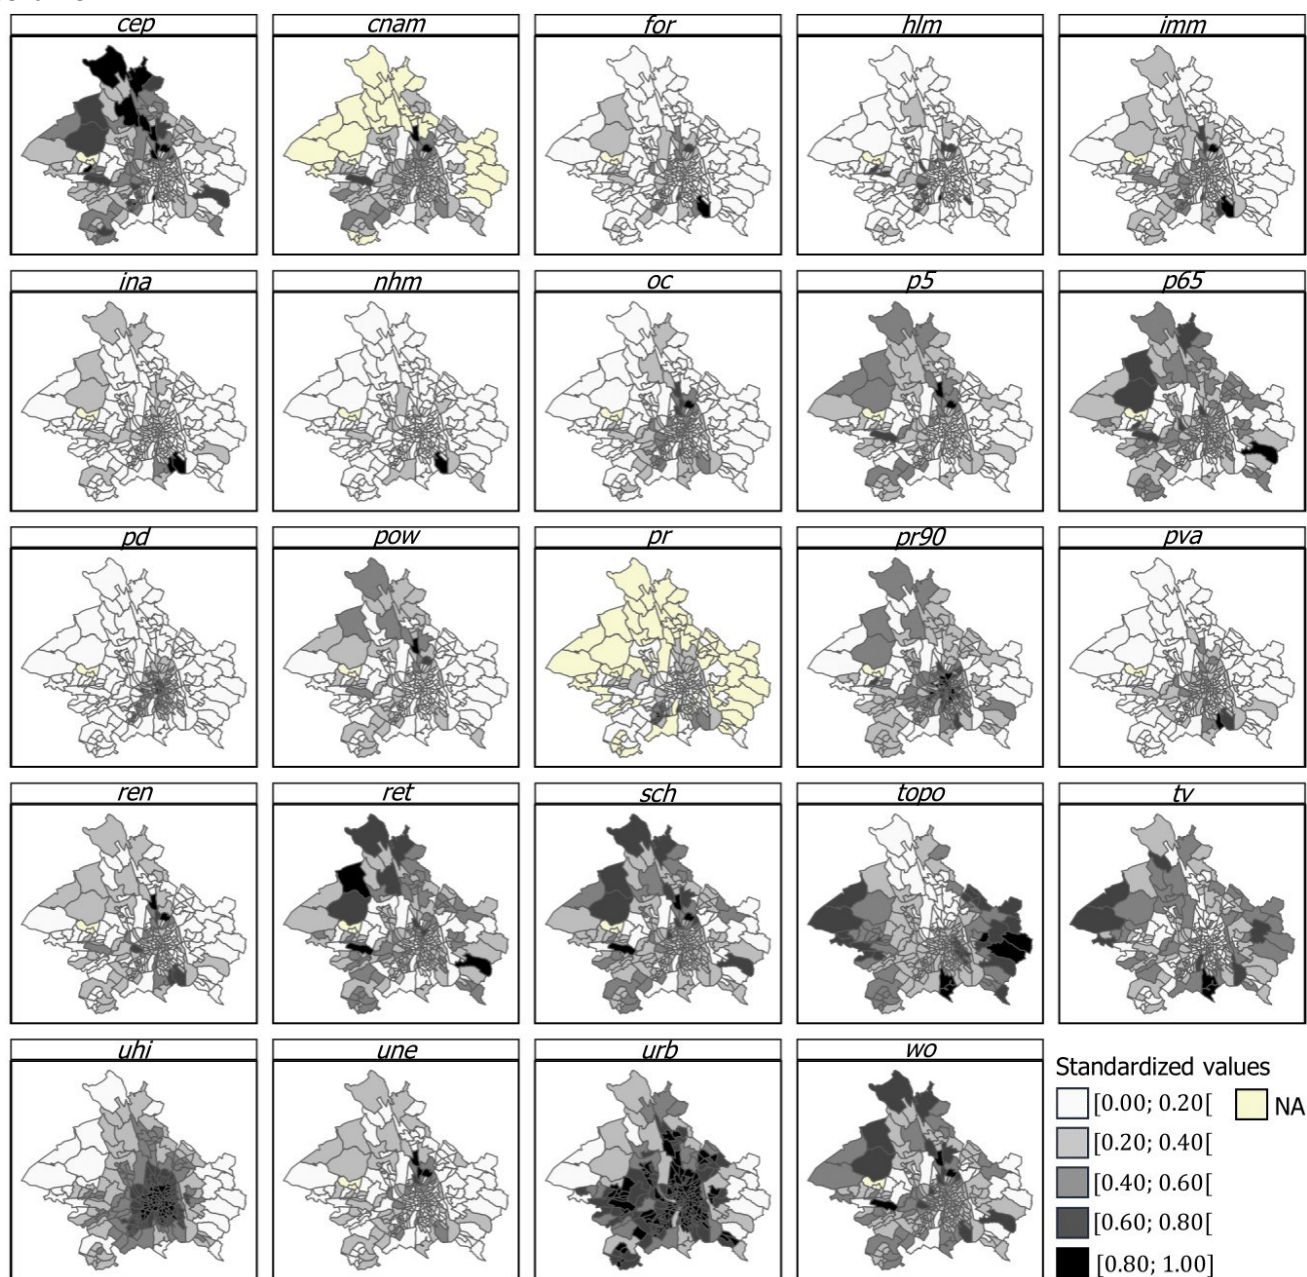 cep
cnam
for
hlm
imm
ina
nhm
oc
p5
p65
pd
pow
pr
pr90
pva
ren
ret
sch
topo
tv
uhi
une
urb
wo
Standardized values
[0.00; 0.20[
NA
[0.20; 0.40[
[0.40; 0.60[
[0.60; 0.80[
[0.80; 1.00]